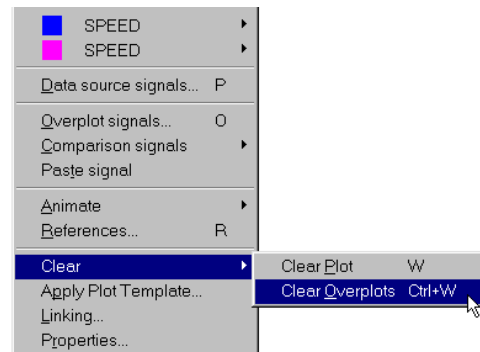 SPEED
SPEED
Data source signals... P
Overplot signals... O
Comparison signals
Paste signal
Animate
References... R
Clear
Clear Plot W
Apply Plot Template...
Clear Overplots Ctrl+W
Linking...
Properties...